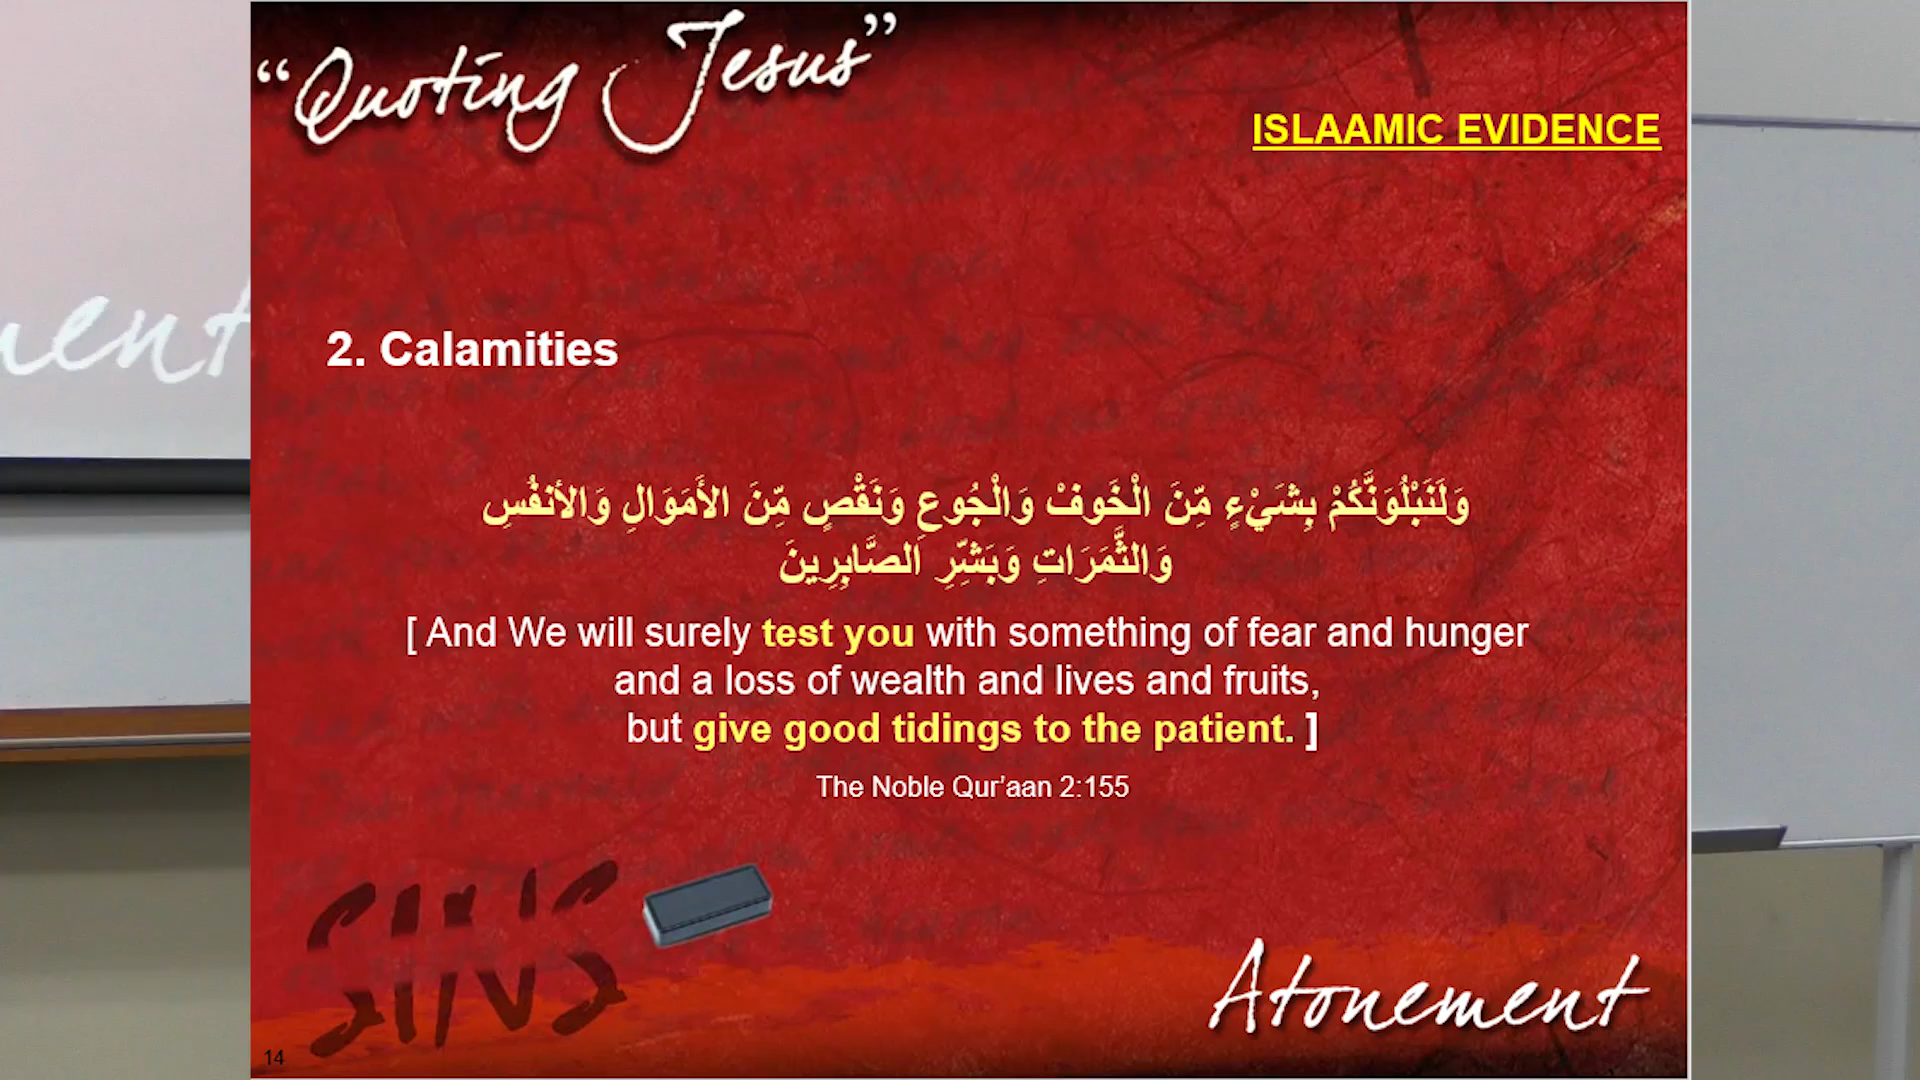 “Quoting Jesus”
ISLAAMIC EVIDENCE
2. Calamities
وَلَنَبْلُوَنَّكُمْ بِشَيْءٍ مِّنَ الْخَوفْ وَالْجُوعِ وَنَقْصٍ مِّنَ الأَمَوَالِ وَالأنفُسِ
وَالثَّمَرَاتِ وَبَشِّرِ الصَّابِرِينَ
[ And We will surely test you with something of fear and hunger
and a loss of wealth and lives and fruits,
but give good tidings to the patient. ]
The Noble Qur’aan 2:155
SINS
Atonement
14
ment